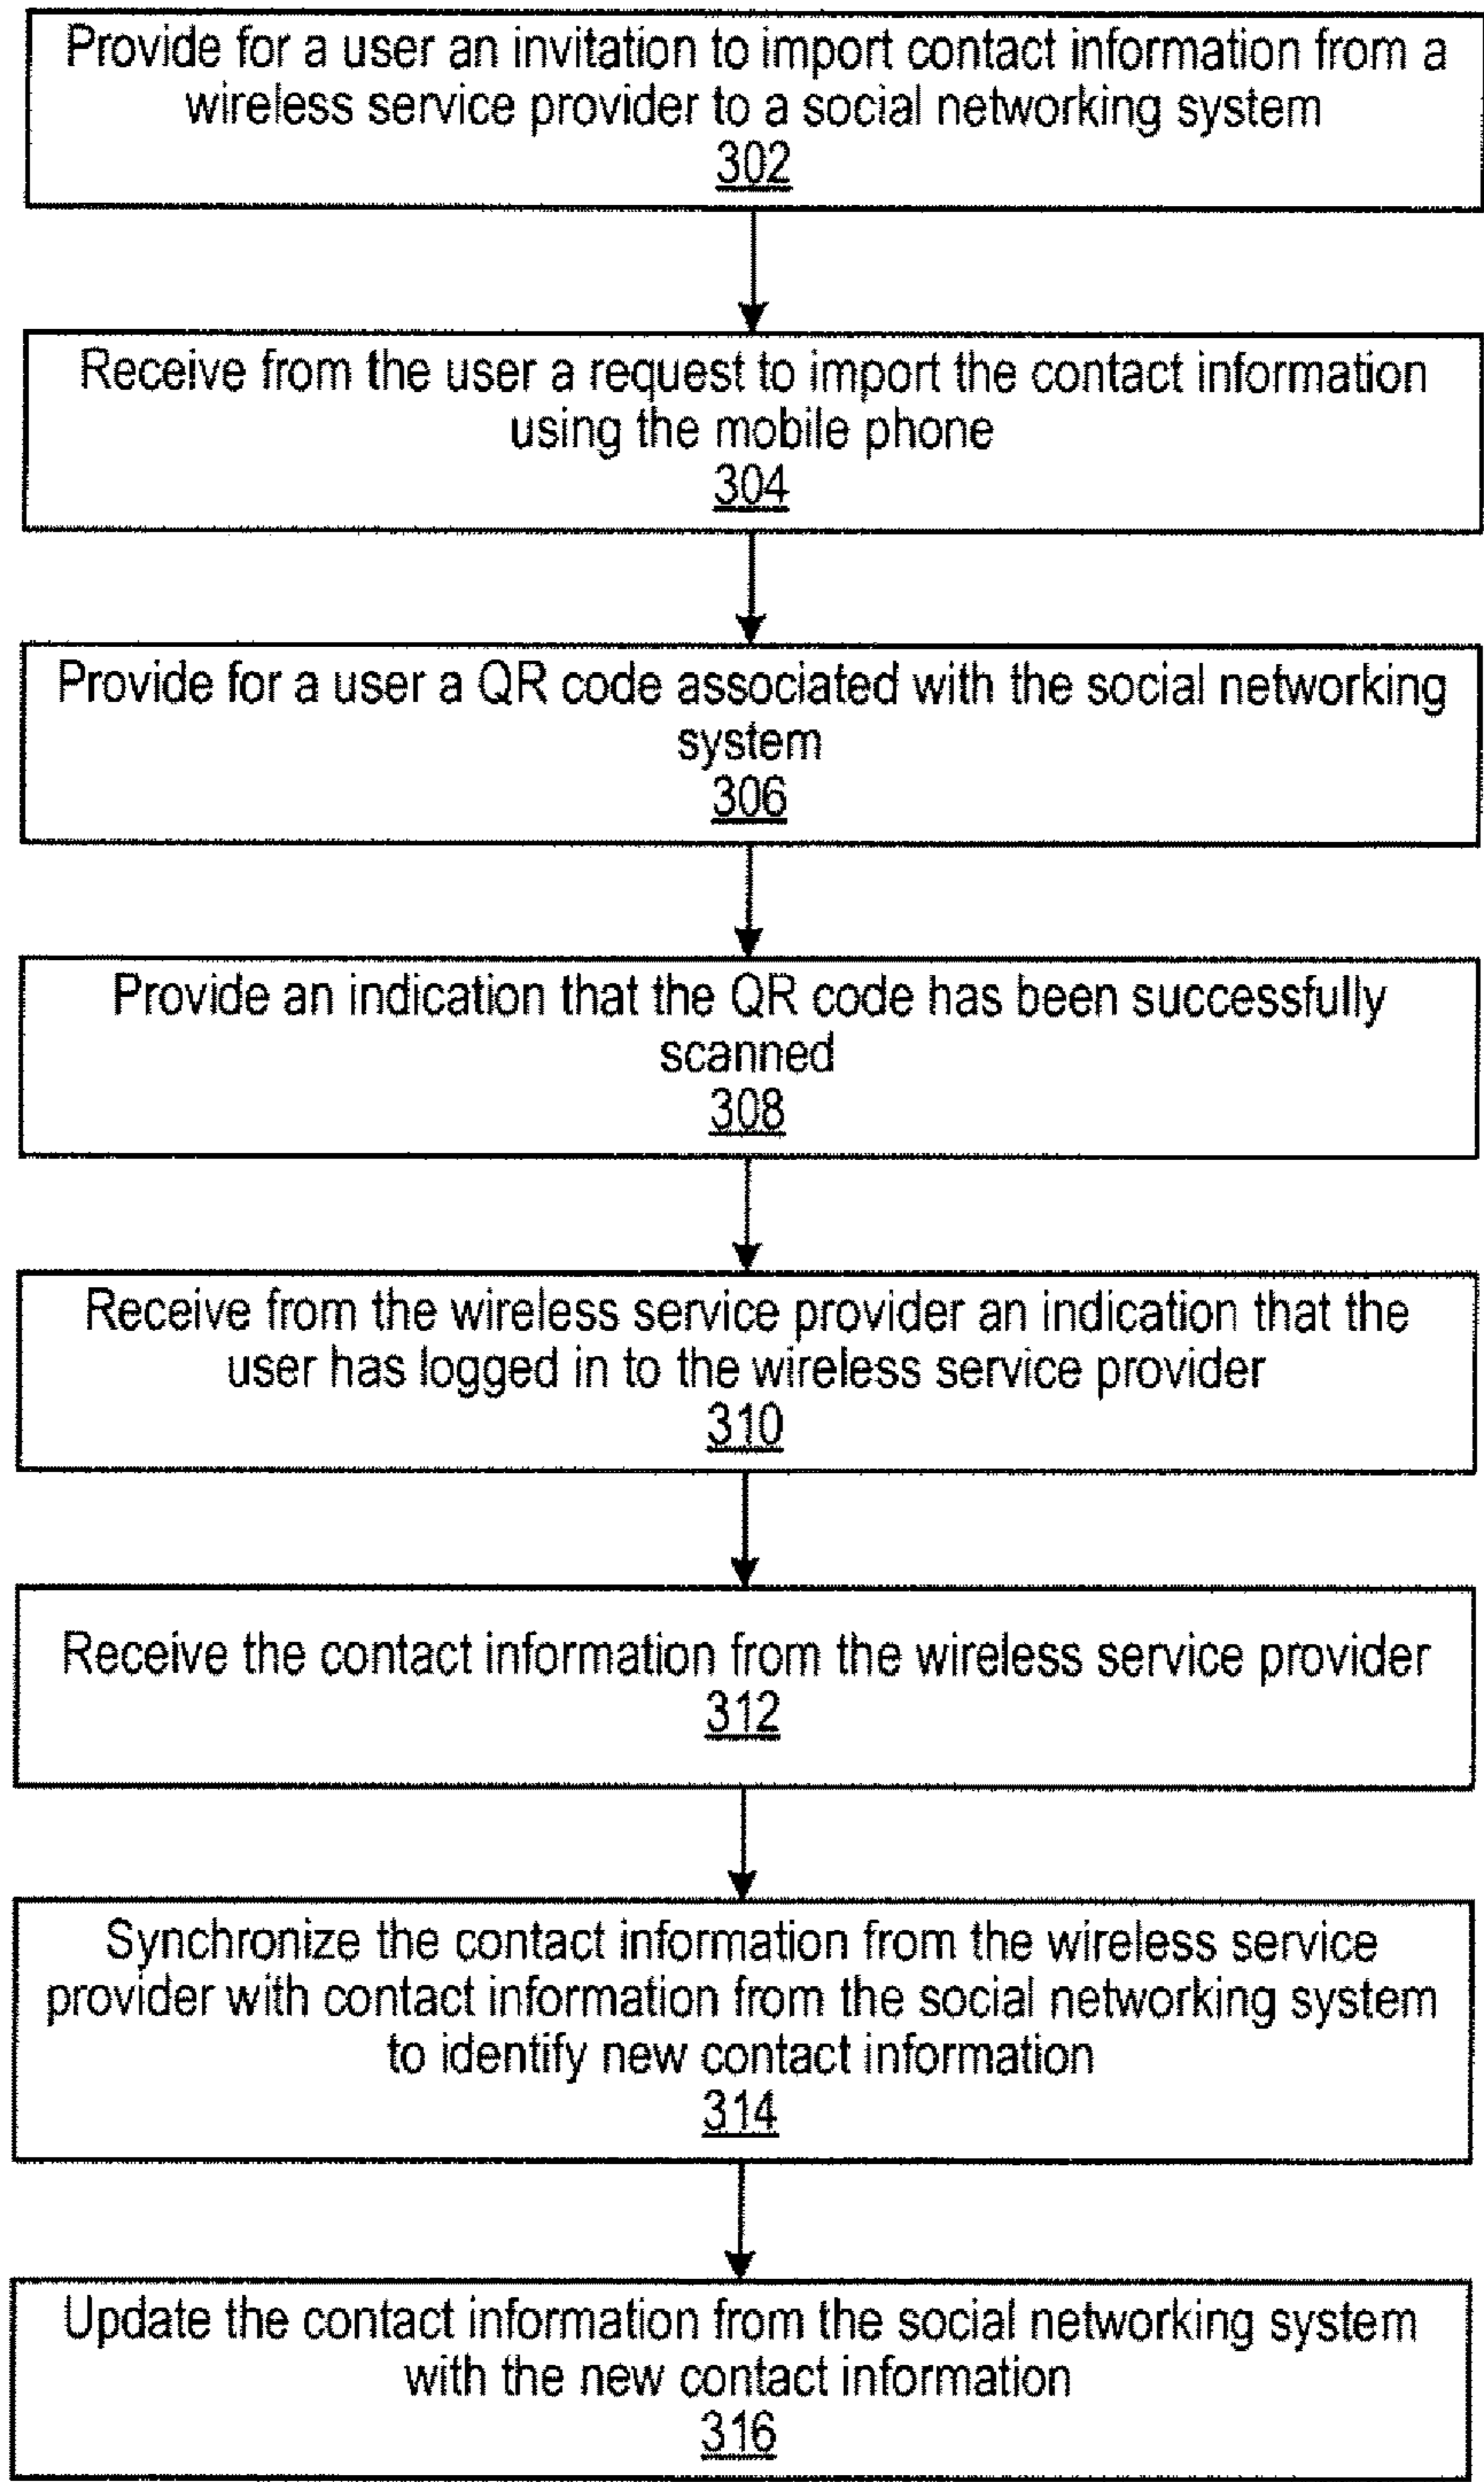 Provide for a user an invitation to import contact information from a
wireless service provider to a social networking system
302
Receive from the user a request to import the contact information
using the mobile phone
304
Provide for a user a QR code associated with the social networking
system
306
Provide an indication that the QR code has been successfully
scanned
308
Receive from the wireless service provider an indication that the
user has logged in to the wireless service provider
310
Receive the contact information from the wireless service provider
312
Synchronize the contact information from the wireless service
provider with contact information from the social networking system
to identify new contact information
314
Update the contact information from the social networking system
with the new contact information
316